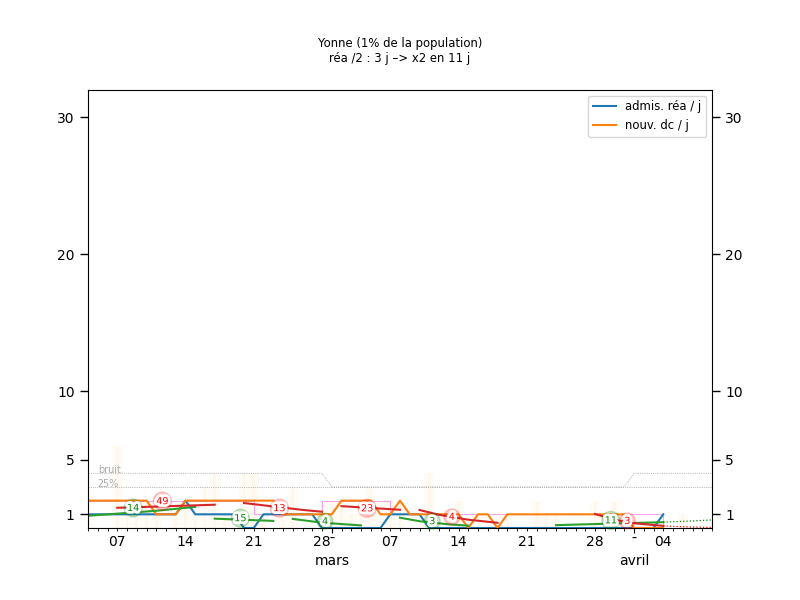 Yonne (1% de la population)
réa /2 : 3 j –> x2 en 11 j
admis. réa / j
nouv. dc / j
30 30
20 20
10 10
5 5
1 1
bruit
25%
14 49 15 13 4 23 3 4 11 3
07 14 21 28 - 07 14 21 28 - 04
mars avril